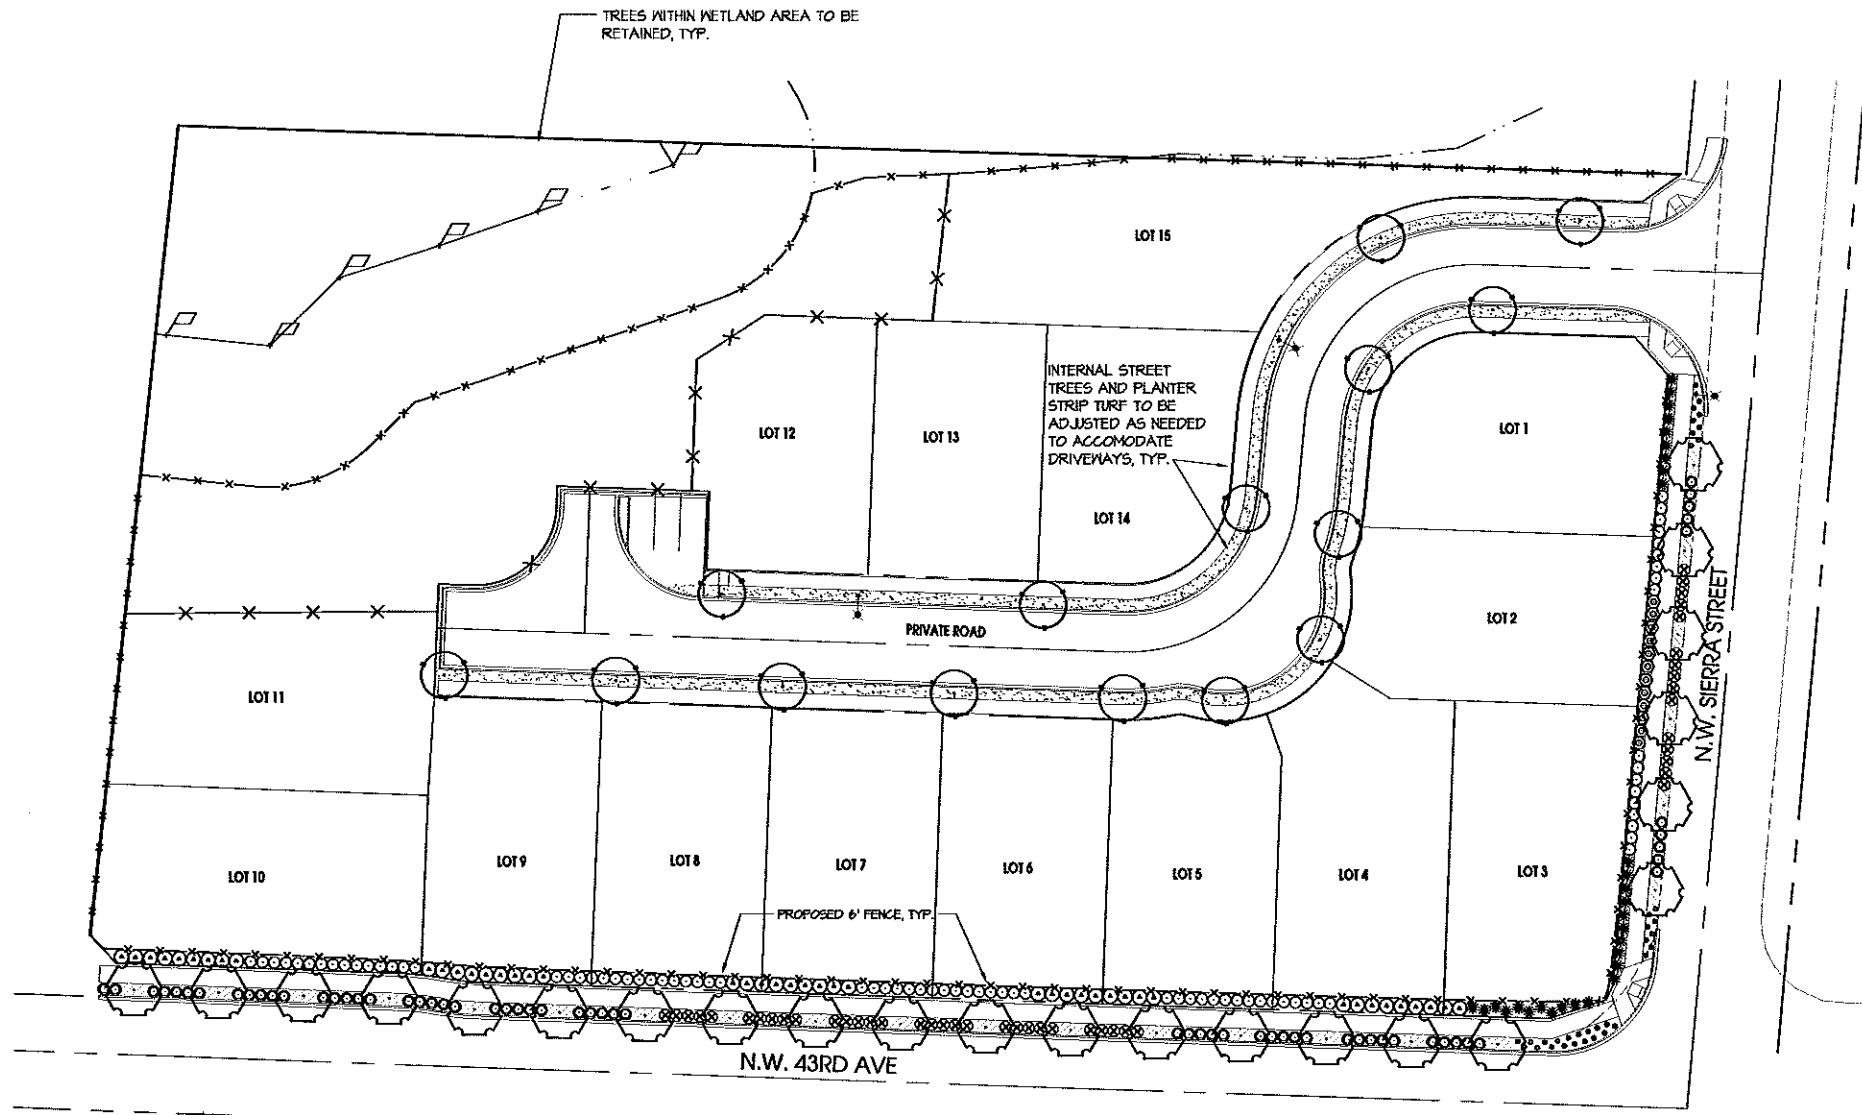 TREES WITHIN WETLAND AREA TO BE
RETAINED, TYP.
LOT 15
INTERNAL STREET
TREES AND PLANTER
STRIP TURF TO BE
ADJUSTED AS NEEDED
TO ACCOMODATE
DRIVEWAYS, TYP.
LOT 12
LOT 13
LOT 14
LOT 1
LOT 2
PRIVATE ROAD
N.W. SIERRA STREET
LOT 11
LOT 10
LOT 9
LOT 8
LOT 7
LOT 6
LOT 5
LOT 4
LOT 3
PROPOSED 6' FENCE, TYP.
N.W. 43RD AVE